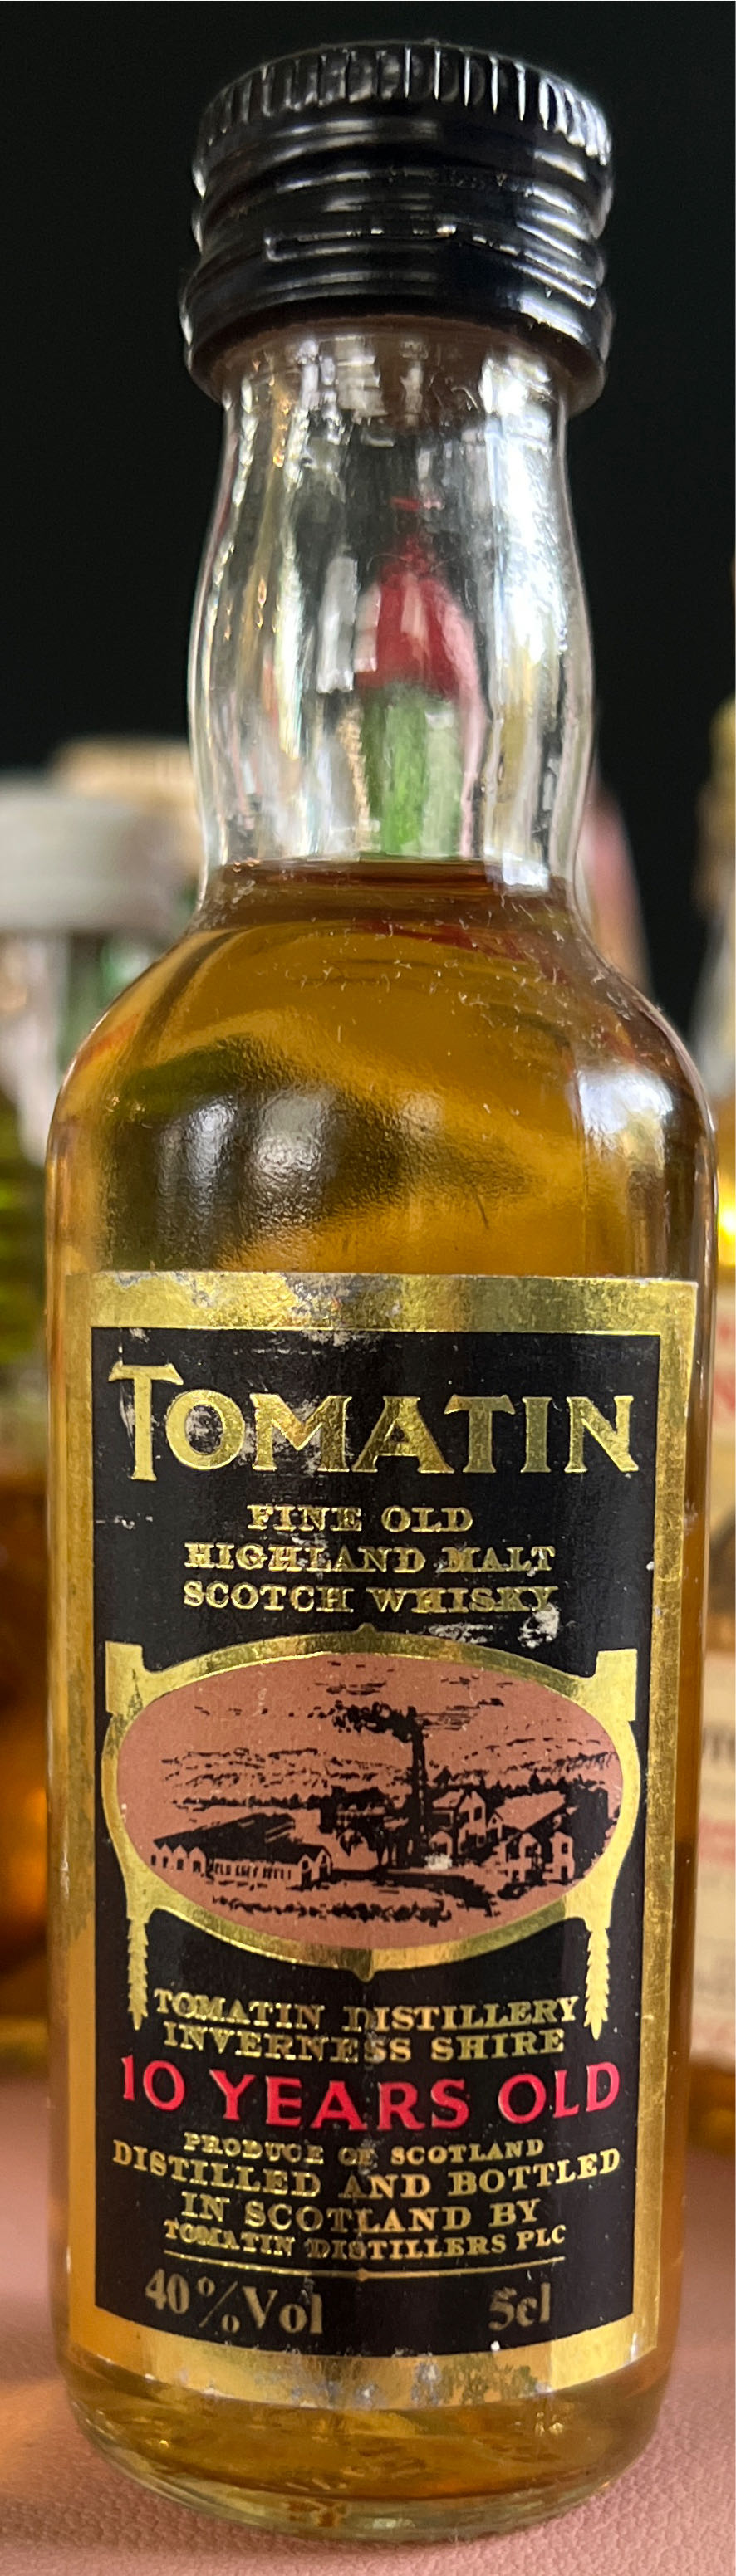 TOMATIN
FINE OLD
HIGHLAND MALT
SCOTCH WHISKY
TOMATIN DISTILLERY
INVERNESS SHIRE
10 YEARS OLD
PRODUCE OF SCOTLAND
DISTILLED AND BOTTLED
IN SCOTLAND BY
TOMATIN DISTILLERS PLC
40% Vol 5cl